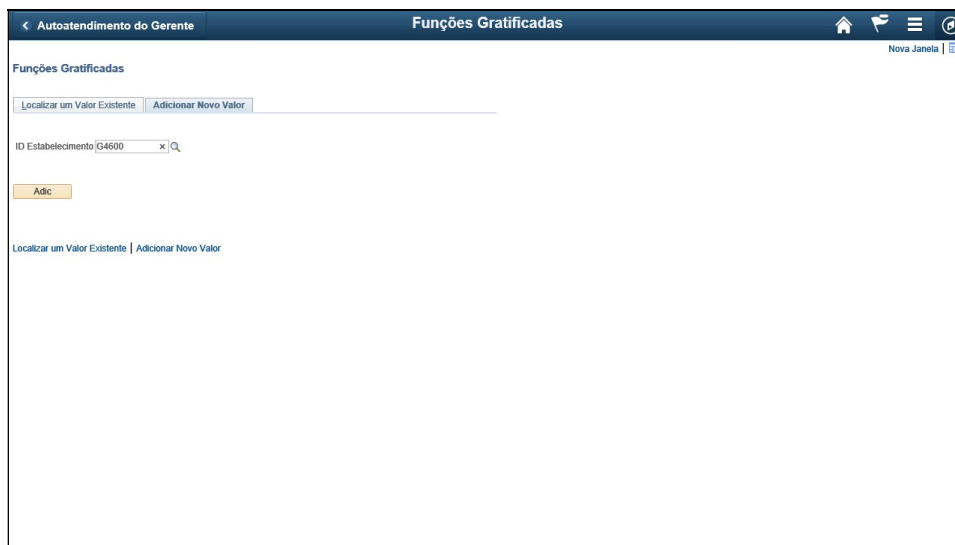 Autoatendimento do Gerente
Funções Gratificadas
Nova Janela |
Funções Gratificadas
Localizar um Valor Existente
Adicionar Novo Valor
ID Estabelecimento G4600 ×
Adic
Localizar um Valor Existente | Adicionar Novo Valor